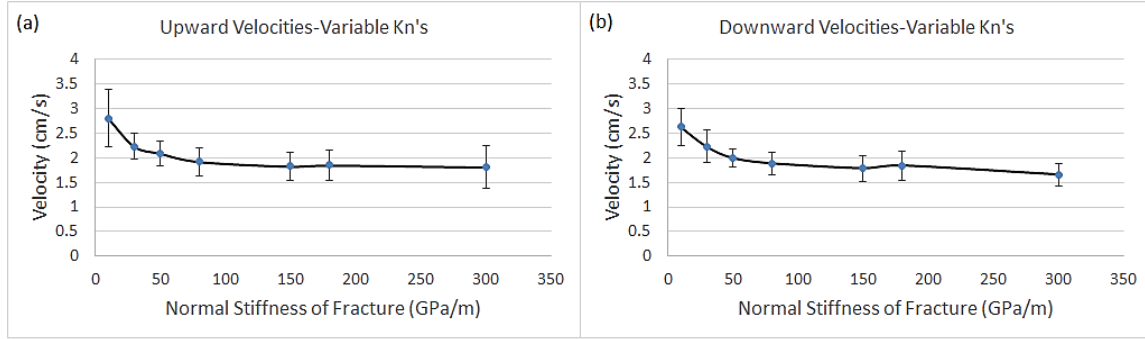 (a)
Upward Velocities-Variable Kn's
Velocity (cm/s)
4
3.5
3
2.5
2
1.5
1
0.5
0
0 50 100 150 200 250 300 350
Normal Stiffness of Fracture (GPa/m)
(b)
Downward Velocities-Variable Kn's
Velocity (cm/s)
4
3.5
3
2.5
2
1.5
1
0.5
0
0 50 100 150 200 250 300 350
Normal Stiffness of Fracture (GPa/m)